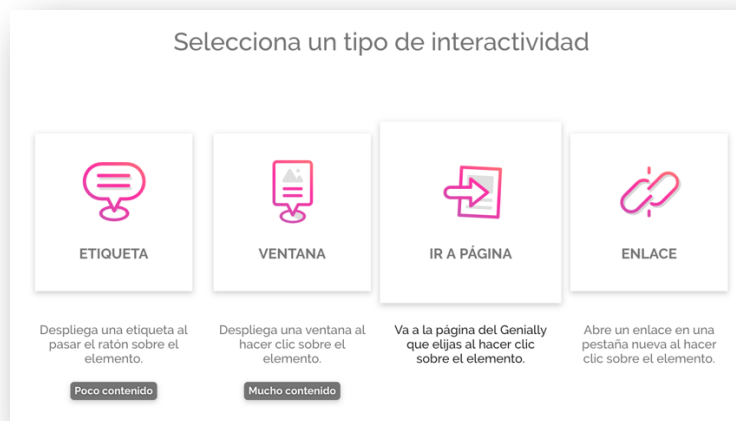 Selecciona un tipo de interactividad
ETIQUETA
VENTANA
IR A PÁGINA
ENLACE
Despliega una etiqueta al
pasar el ratón sobre el
elemento.
Poco contenido
Despliega una ventana al
hacer clic sobre el
elemento.
Mucho contenido
Va a la página del Genially
que elijas al hacer clic
sobre el elemento.
Abre un enlace en una
pestaña nueva al hacer
clic sobre el elemento.